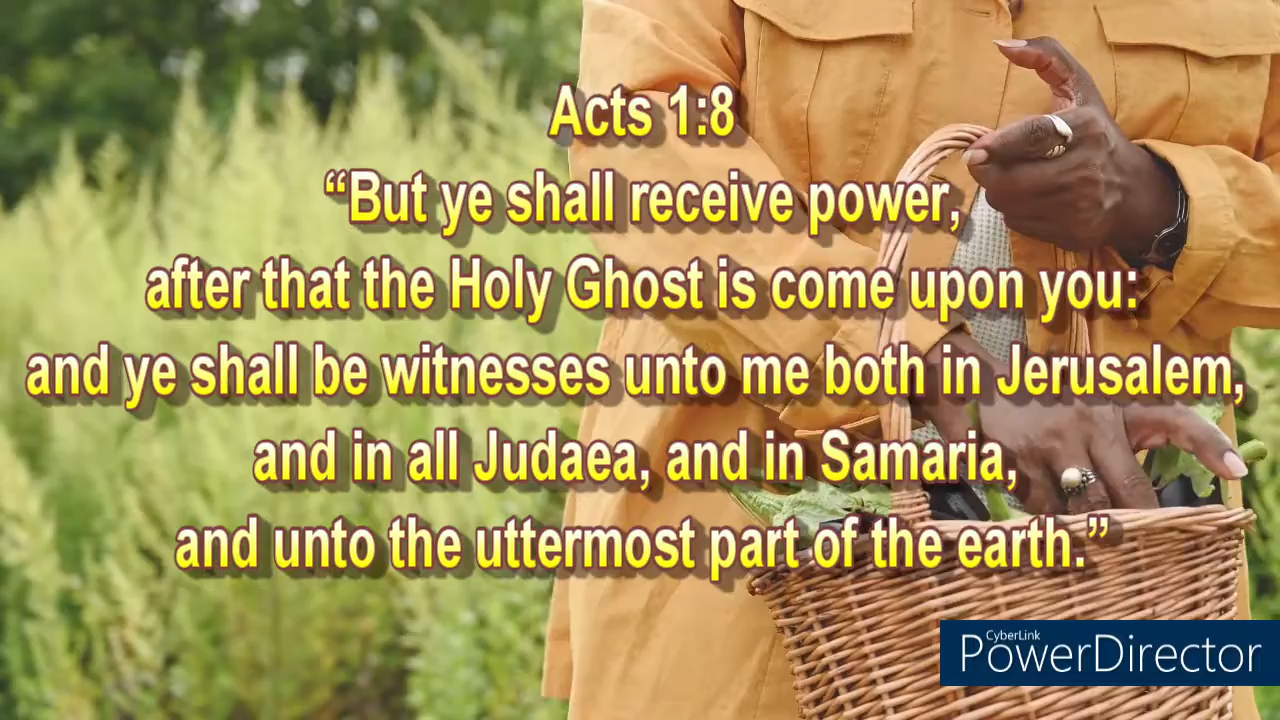 Acts 1:8
“But ye shall receive power,
after that the Holy Ghost is come upon you:
and ye shall be witnesses unto me both in Jerusalem,
and in all Judaea, and in Samaria,
and unto the uttermost part of the earth.”
CyberLink
PowerDirector